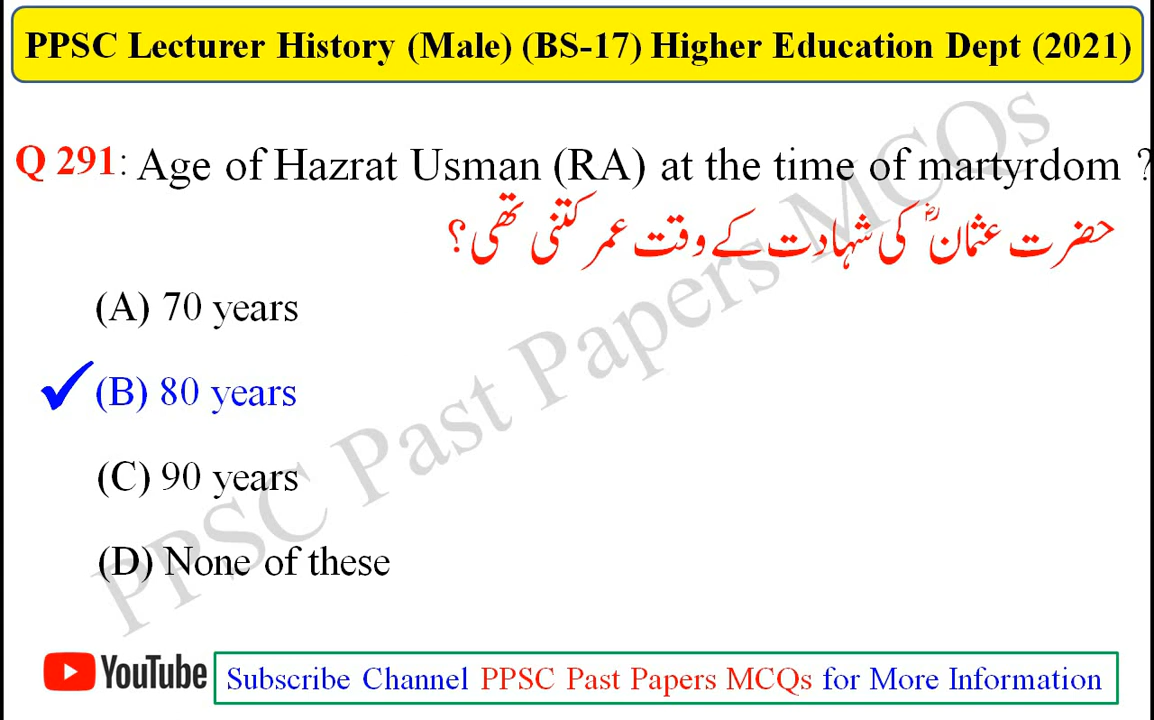 PPSC Lecturer History (Male) (BS-17) Higher Education Dept (2021)
Q 291: Age of Hazrat Usman (RA) at the time of martyrdom ?
حضرت عثمانؓ کی شہادت کے وقت عمر کتنی تھی؟
(A) 70 years
(B) 80 years
(C) 90 years
(D) None of these
PPSC Past Papers MCQs
YouTube Subscribe Channel PPSC Past Papers MCQs for More Information